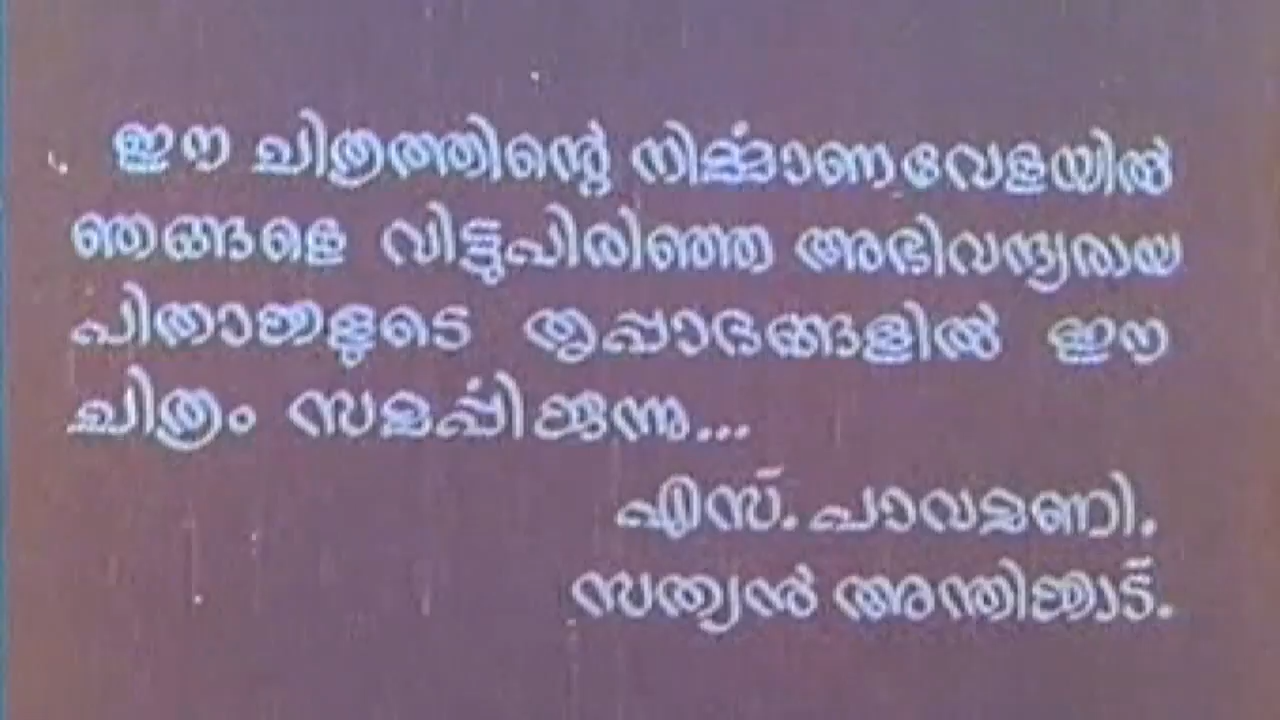 ഈ ചിത്രത്തിന്റെ നിർമ്മാണവേളയിൽ
ഞങ്ങളെ വിട്ടുപിരിഞ്ഞ അഭിവന്ദ്യരായ
പിതാക്കളുടെ തൃപ്പാദങ്ങളിൽ ഈ
ചിത്രം സമർപ്പിക്കുന്നു...
എസ്. പാവമണി.
സത്യൻ അന്തിക്കാട്.